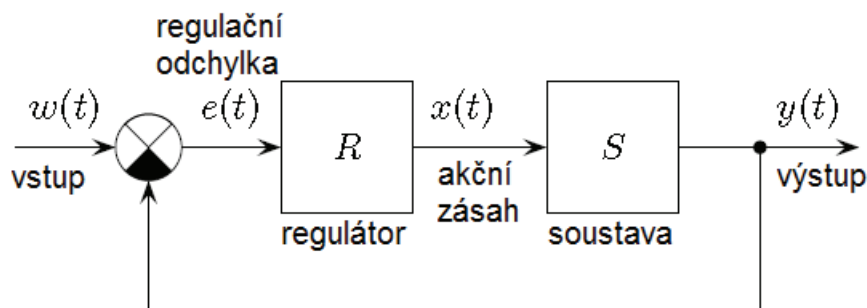 regulační
odchylka
w(t)
e(t)
x(t)
y(t)
R
S
vstup
akční
zásah
výstup
regulátor
soustava